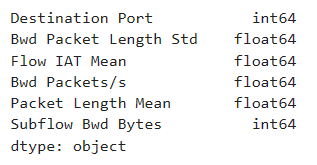 Destination Port int64
Bwd Packet Length Std float64
Flow IAT Mean float64
Bwd Packets/s float64
Packet Length Mean float64
Subflow Bwd Bytes int64
dtype: object